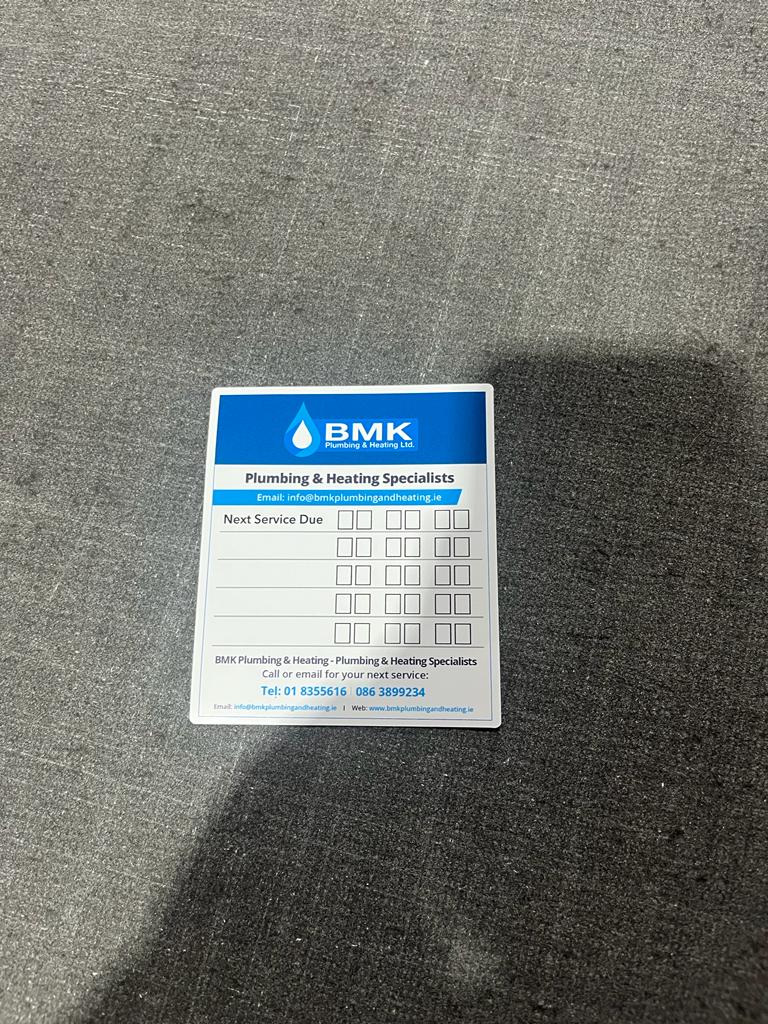 BMK
Plumbing & Heating Ltd.
Plumbing & Heating Specialists
Email: info@bmkplumbingandheating.ie
Next Service Due
BMK Plumbing & Heating - Plumbing & Heating Specialists
Call or email for your next service:
Tel: 01 8355616 | 086 3899234
Email: info@bmkplumbingandheating.ie | Web: www.bmkplumbingandheating.ie